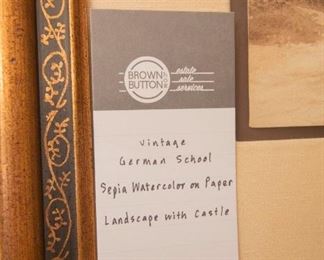 BROWN
BUTTON
estate
sale
services
Vintage
German School
Sepia Watercolor on Paper
Landscape with Castle